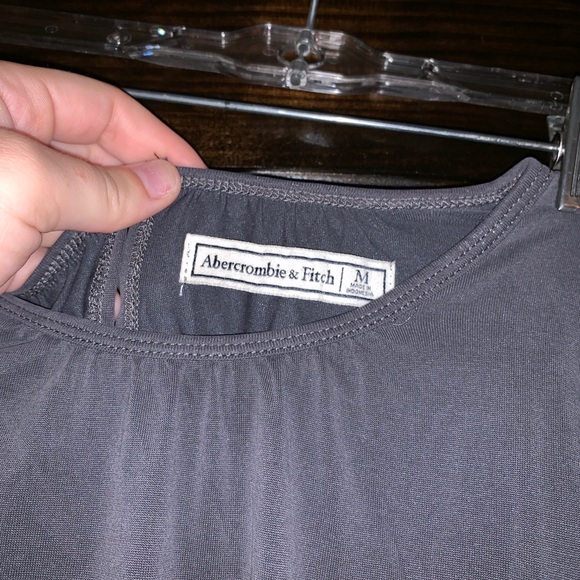 Abercrombie & Fitch
M
MADE IN
INDONESIA